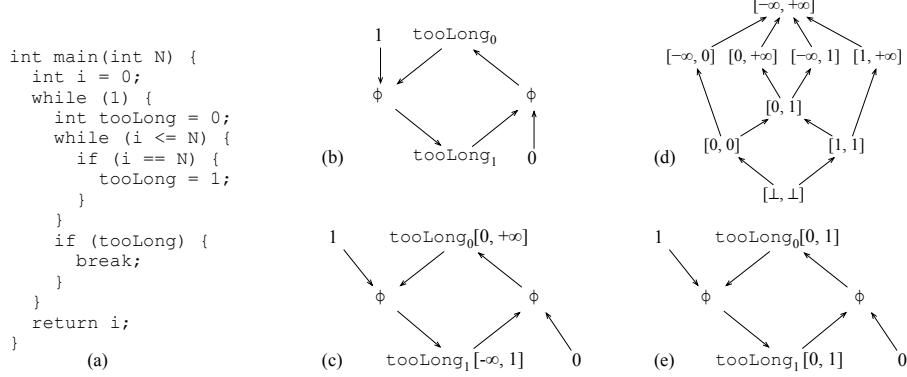 int main(int N) {
int i = 0;
while (1) {
int tooLong = 0;
while (i <= N) {
if (i == N) {
tooLong = 1;
}
}
if (tooLong) {
break;
}
}
return i;
}
(a)
1 tooLong0
ϕ ϕ
(b) tooLong1 0
[−∞, +∞]
[−∞, 0] [0, +∞] [−∞, 1] [1, +∞]
[0, 1]
(d) [0, 0] [1, 1]
[⊥, ⊥]
1 tooLong0[0, +∞]
ϕ ϕ
(c) tooLong1[-∞, 1] 0
1 tooLong0[0, 1]
ϕ ϕ
(e) tooLong1[0, 1] 0